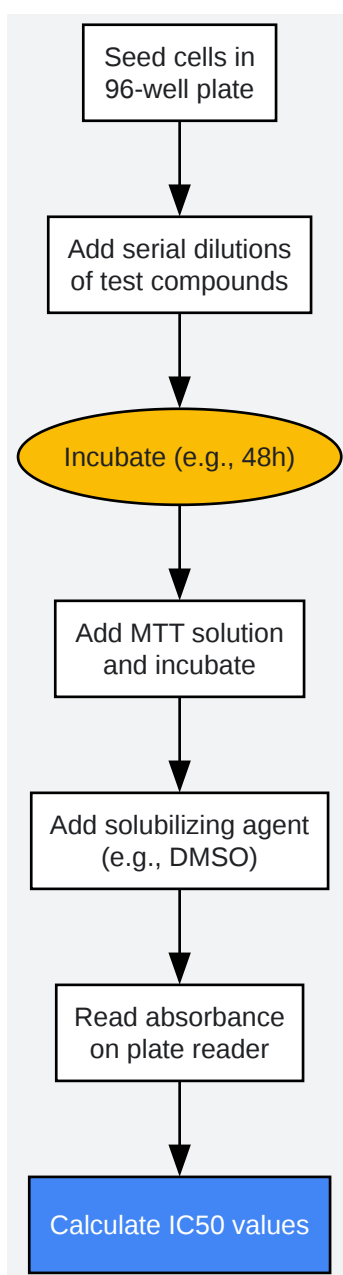 Seed cells in
96-well plate
Add serial dilutions
of test compounds
Incubate (e.g., 48h)
Add MTT solution
and incubate
Add solubilizing agent
(e.g., DMSO)
Read absorbance
on plate reader
Calculate IC50 values